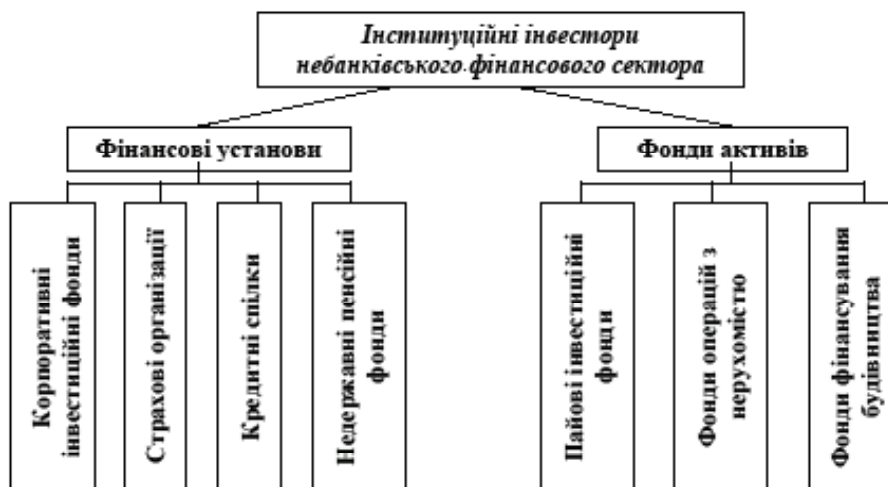 Інституційні інвестори
небанківського фінансового сектора
Фінансові установи
Фонди активів
Корпоративні
інвестиційні фонди
Страхові організації
Кредитні спілки
Недержавні пенсійні
фонди
Пайові інвестиційні
фонди
Фонди операцій з
нерухомістю
Фонди фінансування
будівництва